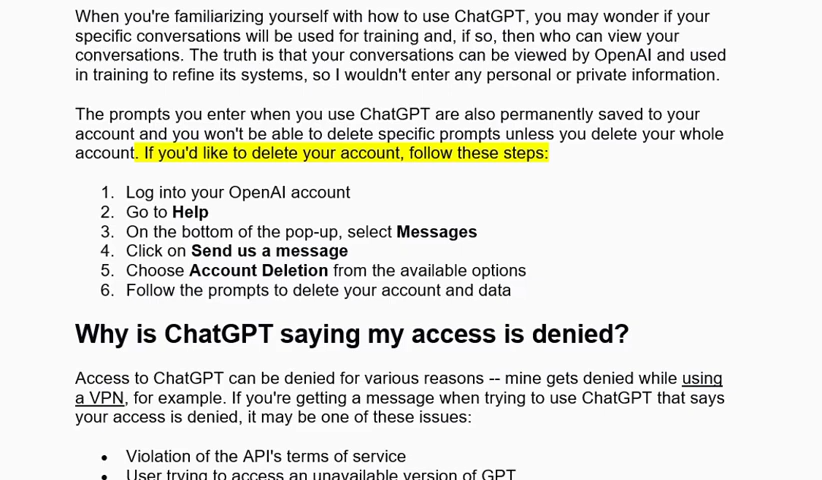 When you're familiarizing yourself with how to use ChatGPT, you may wonder if your
specific conversations will be used for training and, if so, then who can view your
conversations. The truth is that your conversations can be viewed by OpenAI and used
in training to refine its systems, so I wouldn't enter any personal or private information.
The prompts you enter when you use ChatGPT are also permanently saved to your
account and you won't be able to delete specific prompts unless you delete your whole
account. If you'd like to delete your account, follow these steps:
1. Log into your OpenAI account
2. Go to Help
3. On the bottom of the pop-up, select Messages
4. Click on Send us a message
5. Choose Account Deletion from the available options
6. Follow the prompts to delete your account and data
Why is ChatGPT saying my access is denied?
Access to ChatGPT can be denied for various reasons -- mine gets denied while using
a VPN, for example. If you're getting a message when trying to use ChatGPT that says
your access is denied, it may be one of these issues:
• Violation of the API's terms of service
• User trying to access an unavailable version of GPT